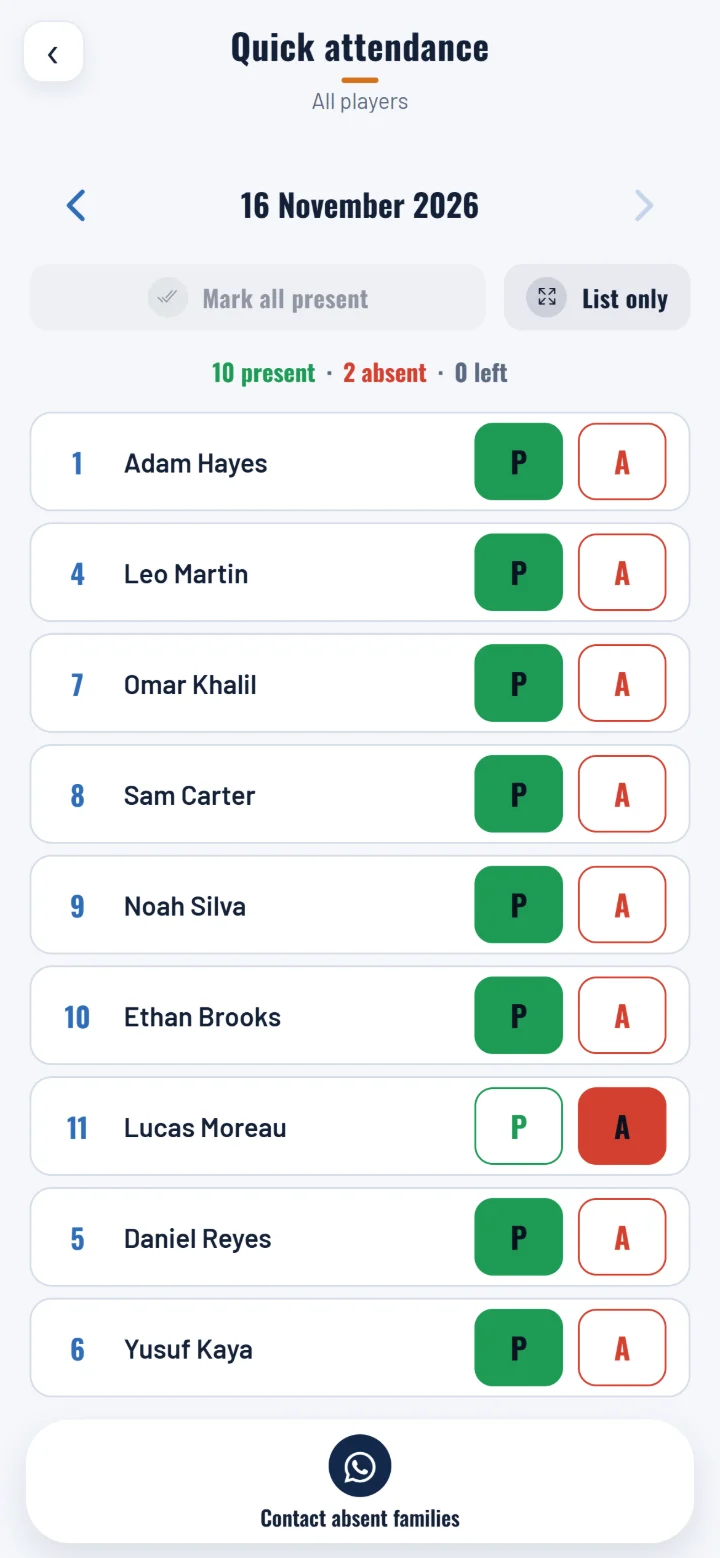 Quick attendance
All players
16 November 2026
Mark all present
List only
10 present · 2 absent · 0 left
1 Adam Hayes P A
4 Leo Martin P A
7 Omar Khalil P A
8 Sam Carter P A
9 Noah Silva P A
10 Ethan Brooks P A
11 Lucas Moreau P A
5 Daniel Reyes P A
6 Yusuf Kaya P A
Contact absent families